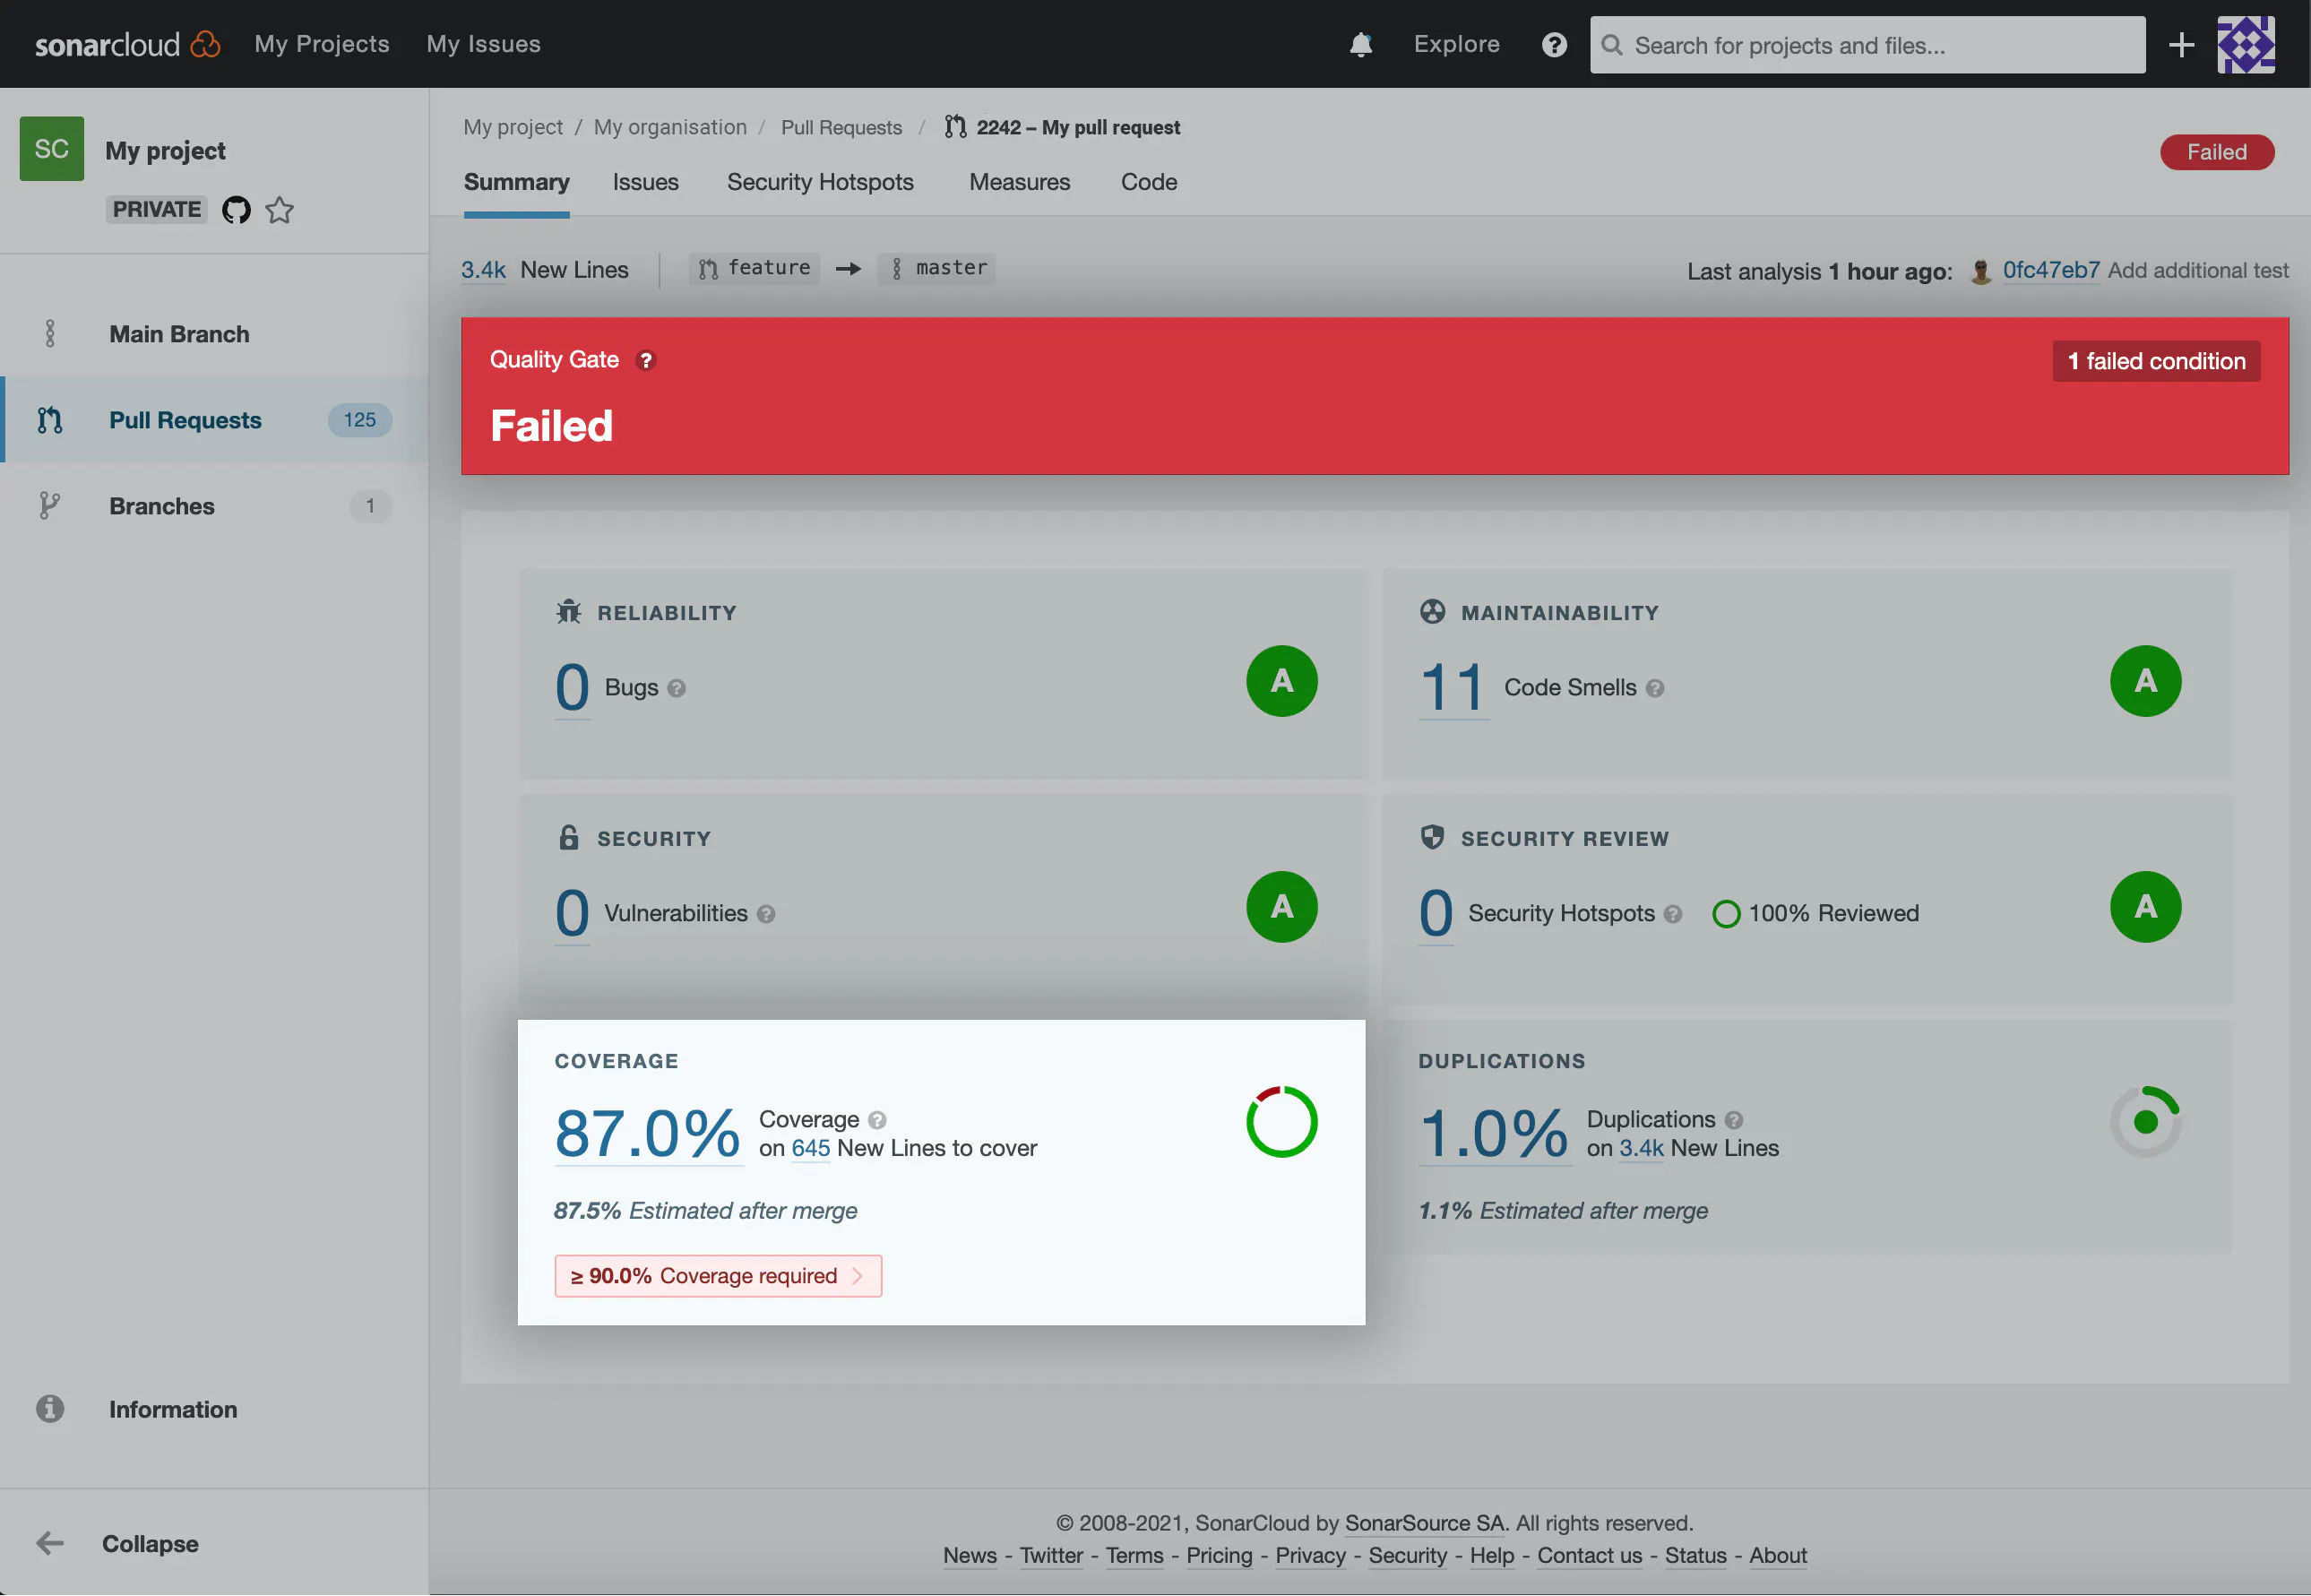 sonarcloud My Projects My Issues Explore ? Search for projects and files... +
SC My project
PRIVATE
Main Branch
Pull Requests 125
Branches 1
Information
Collapse
My project / My organisation / Pull Requests / 2242 – My pull request
Failed
Summary Issues Security Hotspots Measures Code
3.4k New Lines feature → master
Last analysis 1 hour ago: 0fc47eb7 Add additional test
Quality Gate ?
1 failed condition
Failed
RELIABILITY
0 Bugs ? A
MAINTAINABILITY
11 Code Smells ? A
SECURITY
0 Vulnerabilities ? A
SECURITY REVIEW
0 Security Hotspots ? 100% Reviewed A
COVERAGE
87.0% Coverage ?
on 645 New Lines to cover
87.5% Estimated after merge
≥ 90.0% Coverage required
DUPLICATIONS
1.0% Duplications ?
on 3.4k New Lines
1.1% Estimated after merge
© 2008-2021, SonarCloud by SonarSource SA. All rights reserved.
News - Twitter - Terms - Pricing - Privacy - Security - Help - Contact us - Status - About